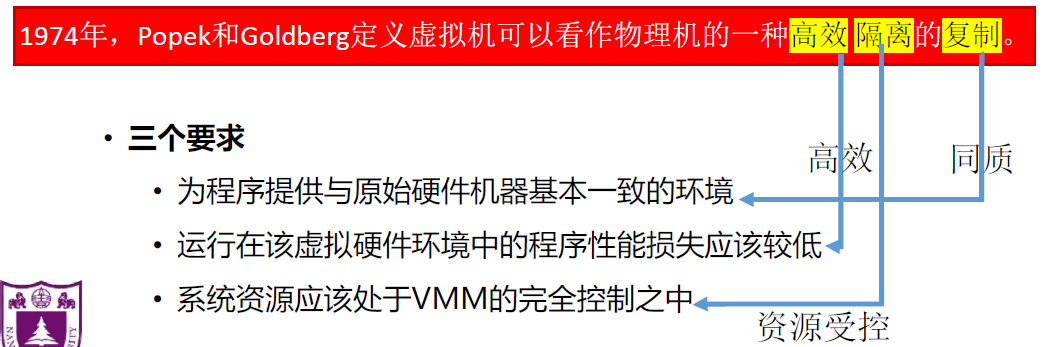 1974年，Popek和Goldberg定义虚拟机可以看作物理机的一种高效 隔离的复制。
• 三个要求
高效
同质
• 为程序提供与原始硬件机器基本一致的环境
• 运行在该虚拟硬件环境中的程序性能损失应该较低
• 系统资源应该处于VMM的完全控制之中
资源受控